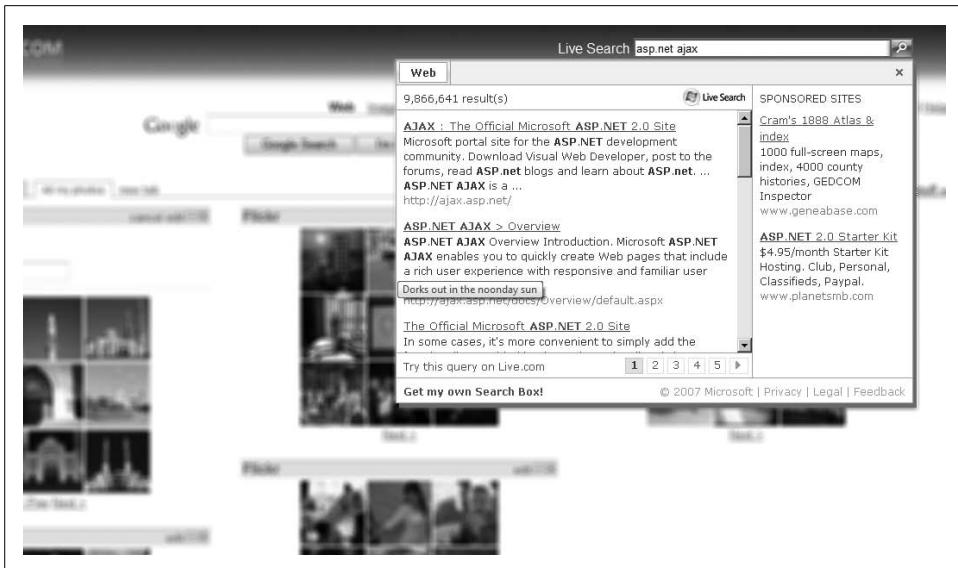 COM
Live Search asp.net ajax
Web
9,866,641 result(s)
Live Search
AJAX : The Official Microsoft ASP.NET 2.0 Site
Microsoft portal site for the ASP.NET development
community. Download Visual Web Developer, post to the
forums, read ASP.net blogs and learn about ASP.net. ...
ASP.NET AJAX is a ...
http://ajax.asp.net/
ASP.NET AJAX > Overview
ASP.NET AJAX Overview Introduction. Microsoft ASP.NET
AJAX enables you to quickly create Web pages that include
a rich user experience with responsive and familiar user
Dorks out in the noonday sun
http://ajax.asp.net/docs/Overview/default.aspx
The Official Microsoft ASP.NET 2.0 Site
In some cases, it's more convenient to simply add the
Try this query on Live.com
1 2 3 4 5
Get my own Search Box!
© 2007 Microsoft | Privacy | Legal | Feedback
SPONSORED SITES
Cram's 1888 Atlas &
index
1000 full-screen maps,
index, 4000 county
histories, GEDCOM
Inspector
www.geneabase.com
ASP.NET 2.0 Starter Kit
$4.95/month Starter Kit
Hosting. Club, Personal,
Classifieds, Paypal.
www.planetsmb.com
Web
Google
Google Search
Flickr
Flickr